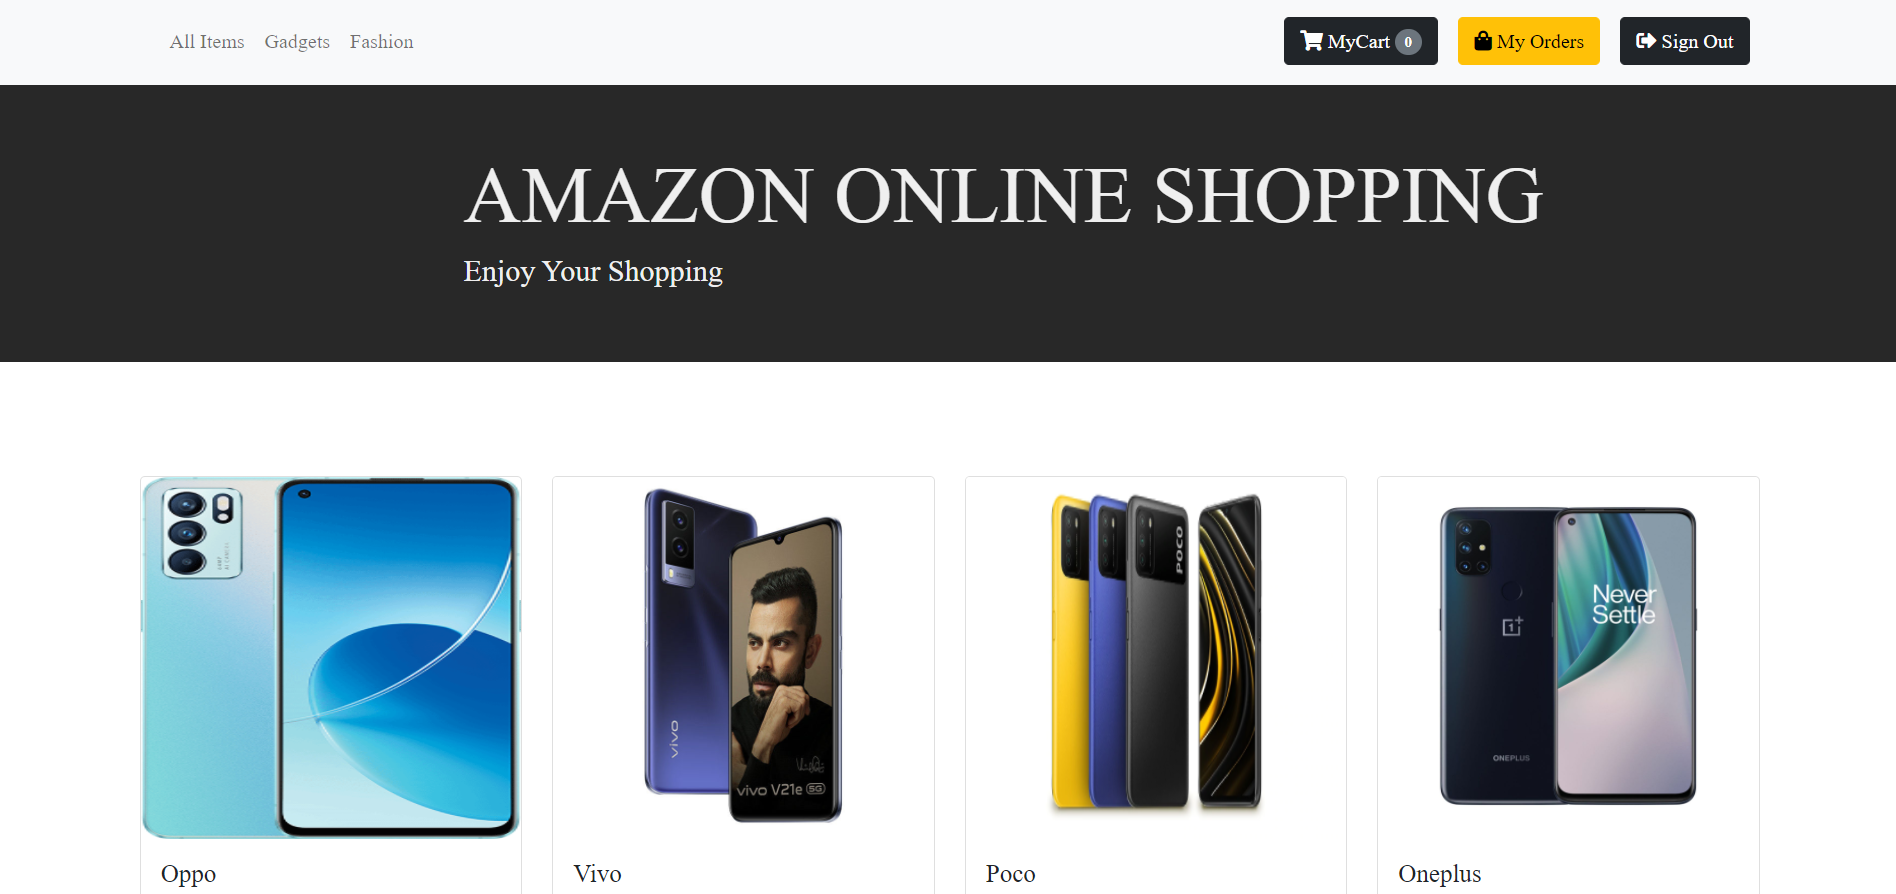 All Items Gadgets Fashion MyCart 0 My Orders Sign Out
AMAZON ONLINE SHOPPING
Enjoy Your Shopping
POCO
Never
Settle
vivo
ONEPLUS
vivo V21e 5G
Oppo Vivo Poco Oneplus